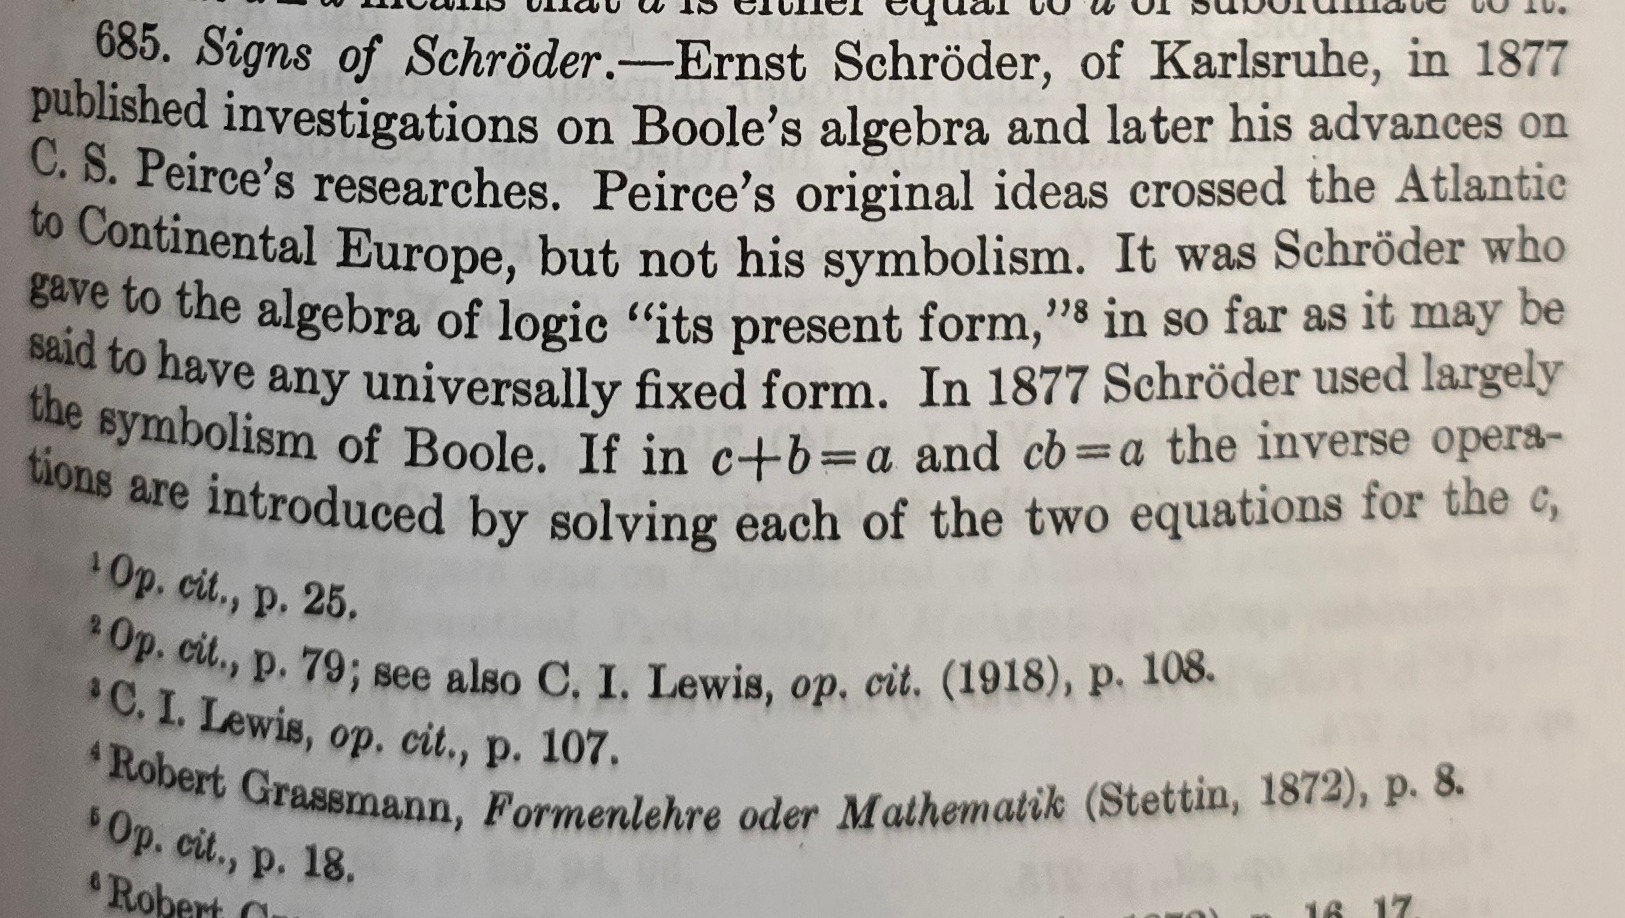 means that a is either equal to u or subordinate to it.
685. Signs of Schröder.—Ernst Schröder, of Karlsruhe, in 1877
published investigations on Boole's algebra and later his advances on
C. S. Peirce's researches. Peirce's original ideas crossed the Atlantic
to Continental Europe, but not his symbolism. It was Schröder who
gave to the algebra of logic “its present form,”⁸ in so far as it may be
said to have any universally fixed form. In 1877 Schröder used largely
the symbolism of Boole. If in c+b=a and cb=a the inverse opera-
tions are introduced by solving each of the two equations for the c,
¹ Op. cit., p. 25.
² Op. cit., p. 79; see also C. I. Lewis, op. cit. (1918), p. 108.
³ C. I. Lewis, op. cit., p. 107.
⁴ Robert Grassmann, Formenlehre oder Mathematik (Stettin, 1872), p. 8.
⁵ Op. cit., p. 18.
⁶ Robert 16, 17.